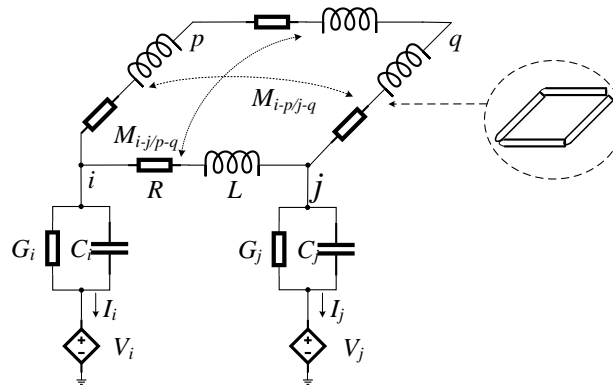 p
q
M_{i-p/j-q}
M_{i-j/p-q}
i
R
L
j
G_i
C_i
G_j
C_j
I_i
I_j
+
−
V_i
+
−
V_j